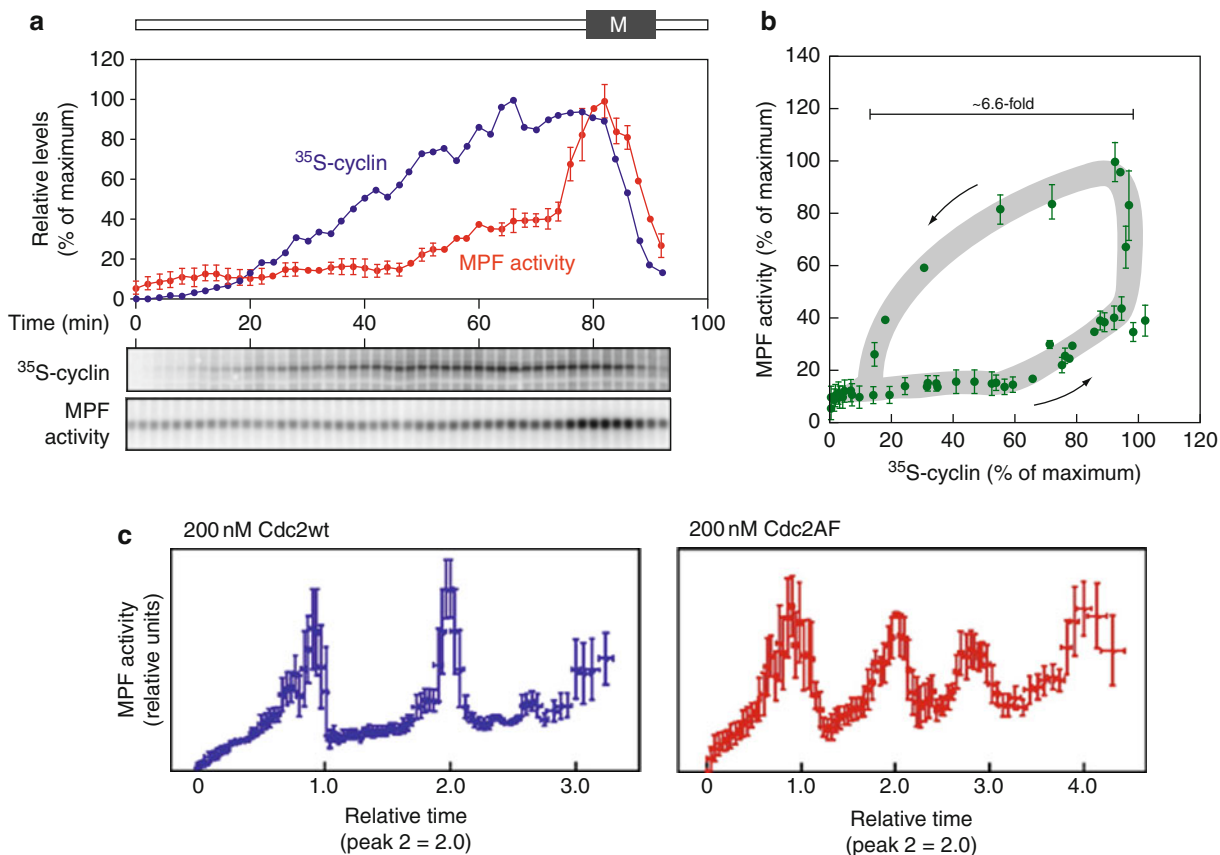 a
M
Relative levels
(% of maximum)
120
100
80
60
40
20
0
³⁵S-cyclin
MPF activity
Time (min)
0
20
40
60
80
100
³⁵S-cyclin
MPF
activity
b
MPF activity (% of maximum)
140
120
100
80
60
40
20
0
~6.6-fold
0
20
40
60
80
100
120
³⁵S-cyclin (% of maximum)
c
200 nM Cdc2wt
MPF activity
(relative units)
0
1.0
2.0
3.0
Relative time
(peak 2 = 2.0)
200 nM Cdc2AF
0
1.0
2.0
3.0
4.0
Relative time
(peak 2 = 2.0)